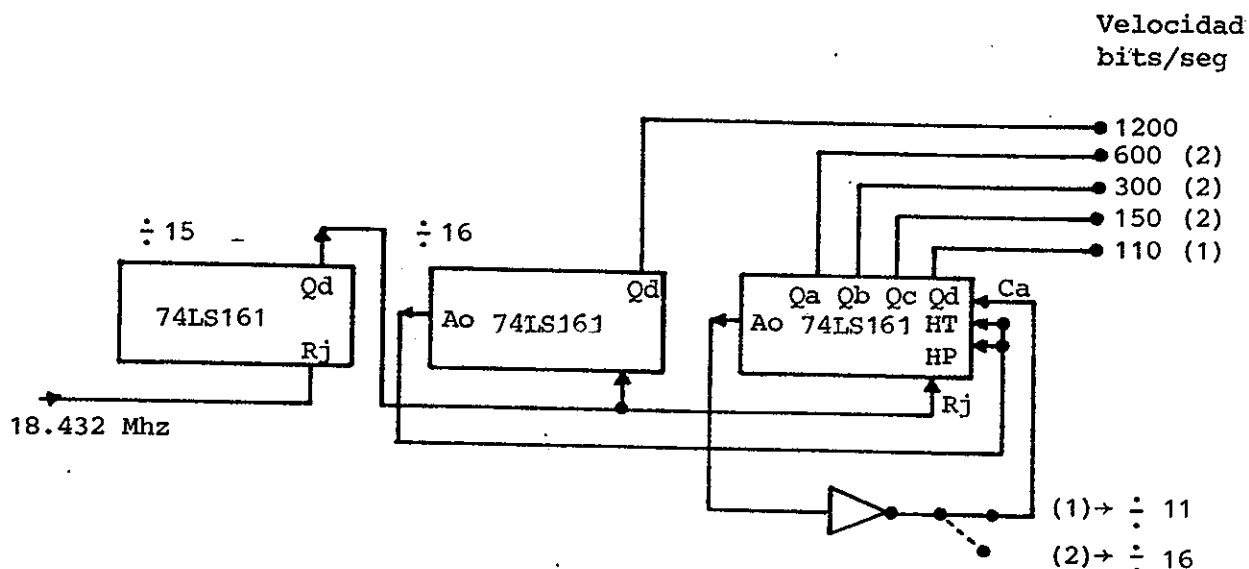 Velocidad
bits/seg
1200
600 (2)
300 (2)
150 (2)
110 (1)
÷ 15
÷ 16
Qd
74LS161
Rj
Qd
Ao 74LS161
Qa Qb Qc Qd
Ca
Ao 74LS161 HT
HP
Rj
18.432 Mhz
(1)→ ÷ 11
(2)→ ÷ 16